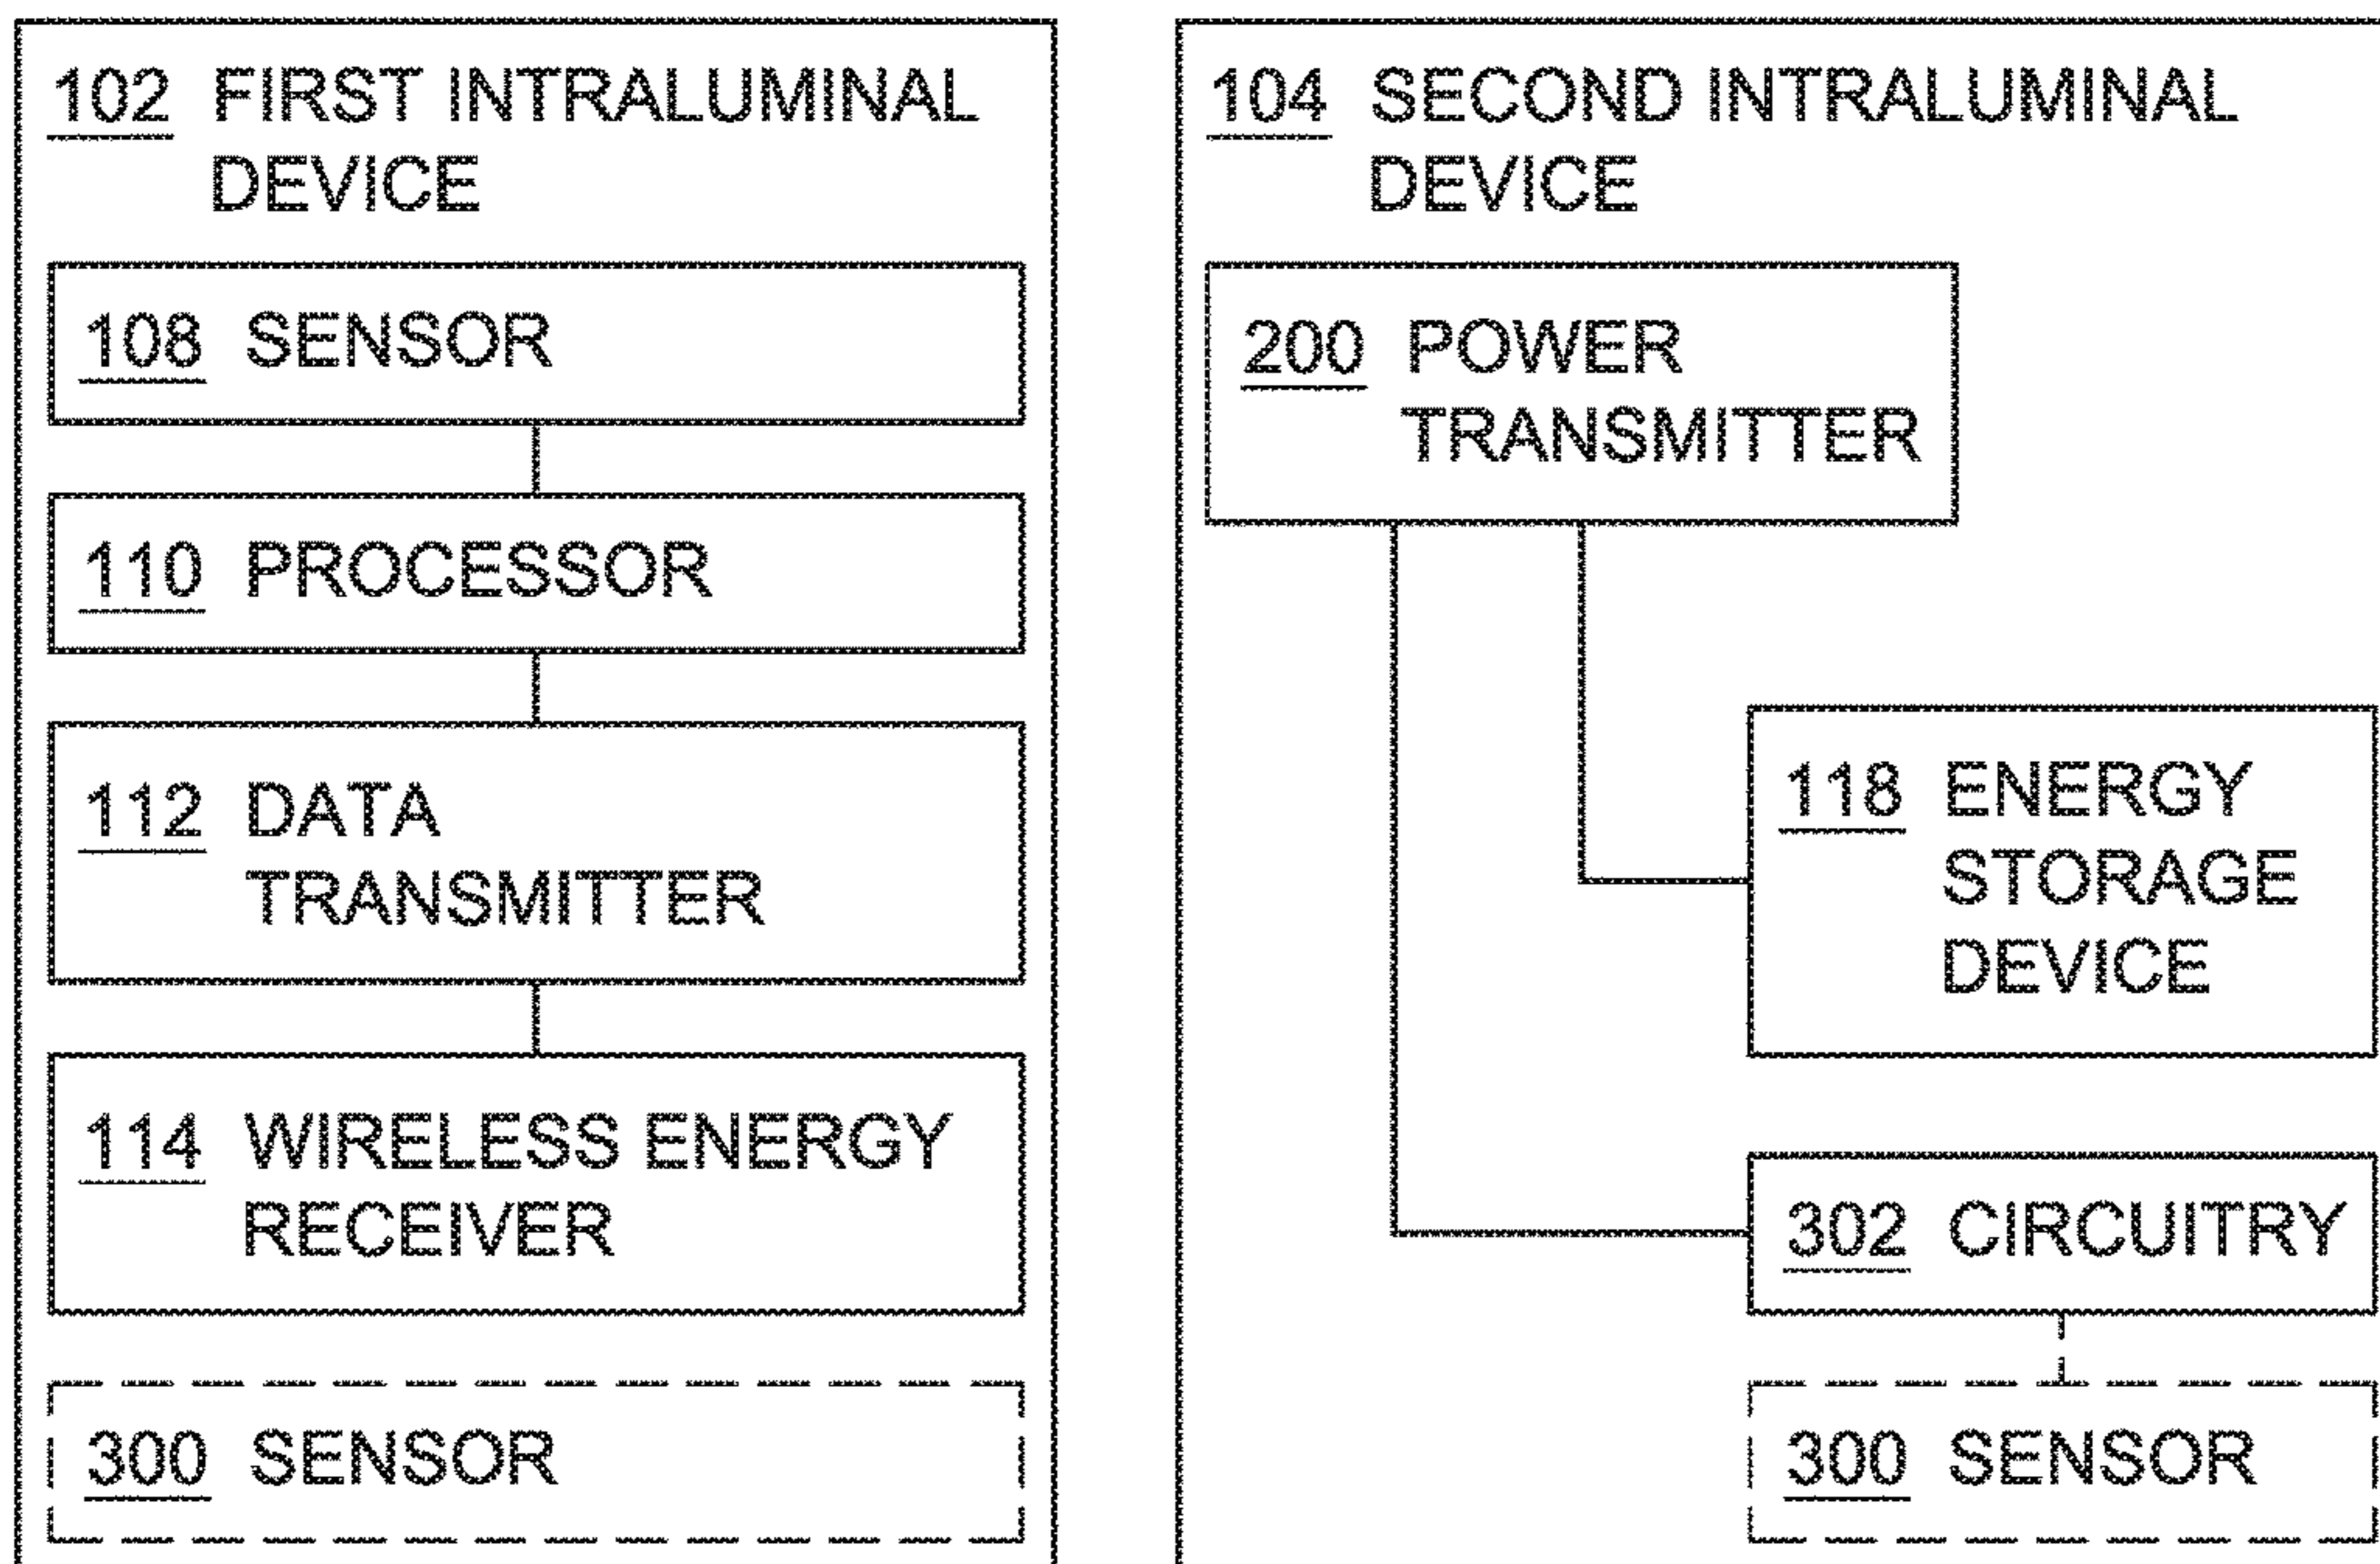 102 FIRST INTRALUMINAL
DEVICE
108 SENSOR
110 PROCESSOR
112 DATA
TRANSMITTER
114 WIRELESS ENERGY
RECEIVER
300 SENSOR
104 SECOND INTRALUMINAL
DEVICE
200 POWER
TRANSMITTER
118 ENERGY
STORAGE
DEVICE
302 CIRCUITRY
300 SENSOR